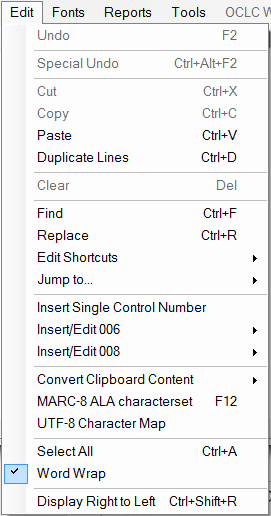 Edit Fonts Reports Tools OCLC W
Undo F2
Special Undo Ctrl+Alt+F2
Cut Ctrl+X
Copy Ctrl+C
Paste Ctrl+V
Duplicate Lines Ctrl+D
Clear Del
Find Ctrl+F
Replace Ctrl+R
Edit Shortcuts
Jump to...
Insert Single Control Number
Insert/Edit 006
Insert/Edit 008
Convert Clipboard Content
MARC-8 ALA characterset F12
UTF-8 Character Map
Select All Ctrl+A
Word Wrap
Display Right to Left Ctrl+Shift+R